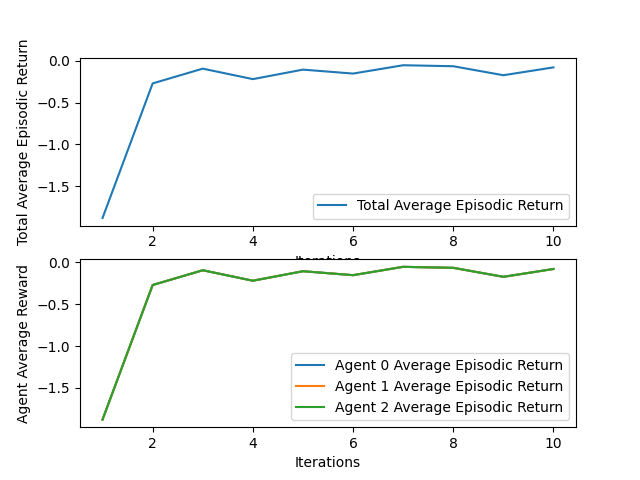 Total Average Episodic Return
0.0
−0.5
−1.0
−1.5
Total Average Episodic Return
2
4
6
8
10
Iterations
Agent Average Reward
0.0
−0.5
−1.0
−1.5
Agent 0 Average Episodic Return
Agent 1 Average Episodic Return
Agent 2 Average Episodic Return
2
4
6
8
10
Iterations